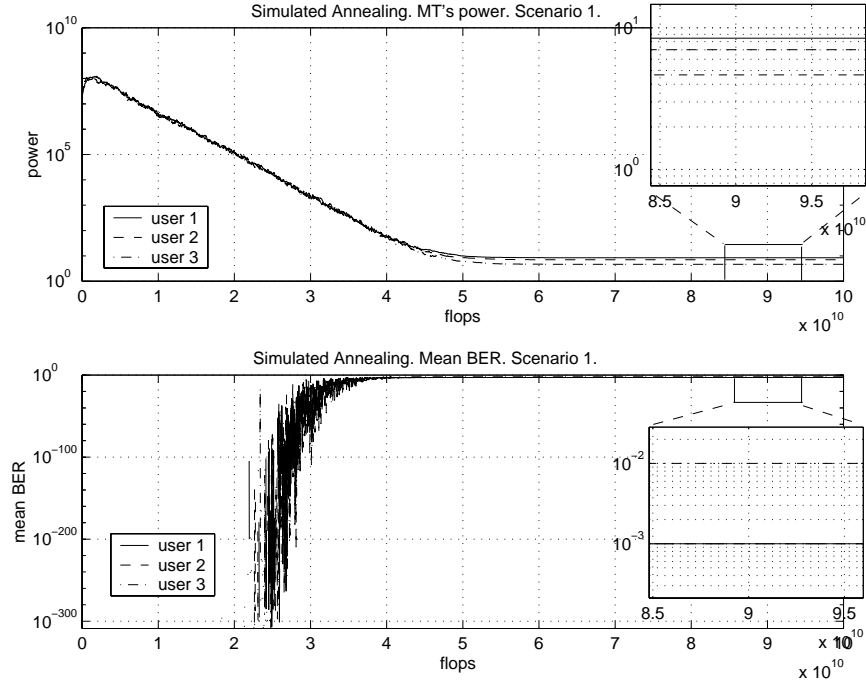 Simulated Annealing. MT's power. Scenario 1.
power
10^10
10^5
10^0
user 1
user 2
user 3
0 1 2 3 4 5 6 7 8 9 10
flops
x 10^10
10^1
10^0
8.5 9 9.5
x 10^10
Simulated Annealing. Mean BER. Scenario 1.
mean BER
10^0
10^-100
10^-200
10^-300
user 1
user 2
user 3
0 1 2 3 4 5 6 7 8 9 10
flops
x 10^10
10^-2
10^-3
8.5 9 9.5
x 10^10